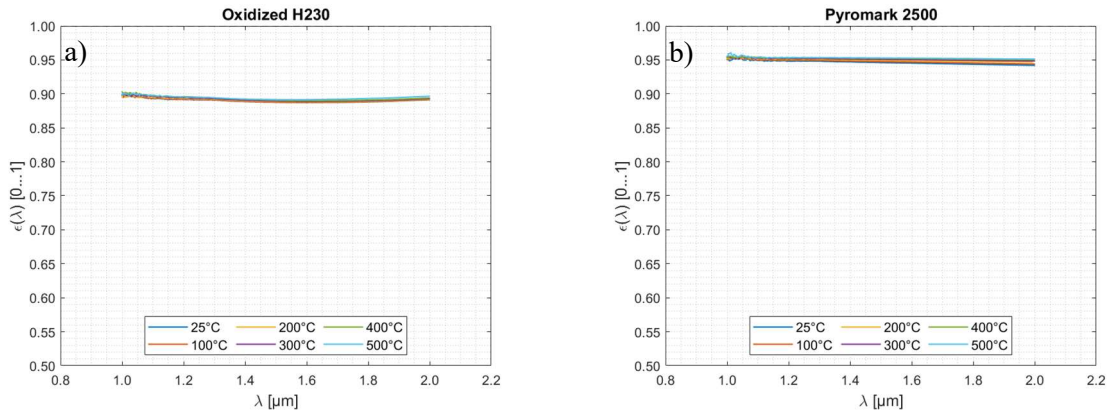 Oxidized H230
a)
1.00
0.95
0.90
0.85
0.80
0.75
0.70
0.65
0.60
0.55
0.50
ϵ(λ) [0...1]
25°C 200°C 400°C
100°C 300°C 500°C
0.8 1.0 1.2 1.4 1.6 1.8 2.0 2.2
λ [µm]
Pyromark 2500
b)
1.00
0.95
0.90
0.85
0.80
0.75
0.70
0.65
0.60
0.55
0.50
ϵ(λ) [0...1]
25°C 200°C 400°C
100°C 300°C 500°C
0.8 1.0 1.2 1.4 1.6 1.8 2.0 2.2
λ [µm]